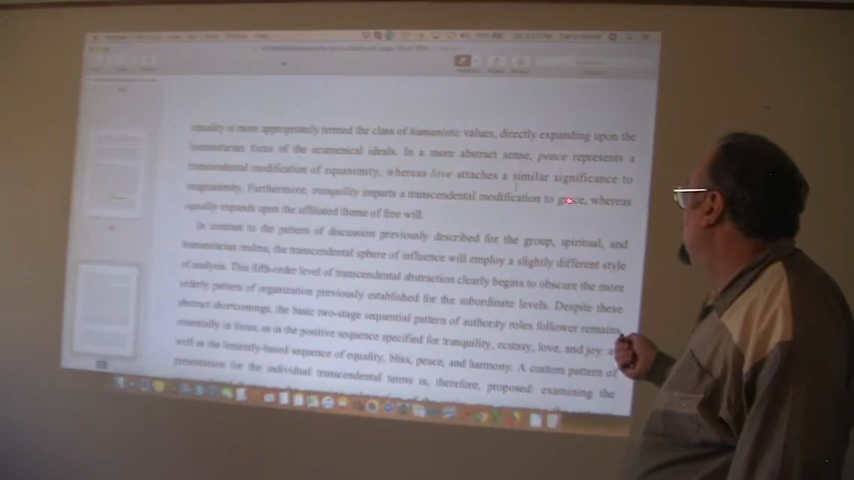 equality is more appropriately termed the class of humanistic values, directly expanding upon the
humanitarian focus of the ecumenical ideals. In a more abstract sense, peace represents a
transcendental modification of equanimity, whereas love attaches a similar significance to
magnanimity. Furthermore, tranquility imparts a transcendental modification to grace, whereas
equality expands upon the affiliated theme of free will.
In contrast to the pattern of discussion previously described for the group, spiritual, and
humanitarian realms, the transcendental sphere of influence will employ a slightly different style
of analysis. This fifth-order level of transcendental abstraction clearly begins to obscure the more
orderly pattern of organization previously established for the subordinate levels. Despite these
abstract shortcomings, the basic two-stage sequential pattern of authority roles follower remains
essentially in focus, as in the positive sequence specified for tranquility, ecstasy, love, and joy: a
well as the leniently-based sequence of equality, bliss, peace, and harmony. A custom pattern of
presentation for the individual transcendental terms is, therefore, proposed: examining the